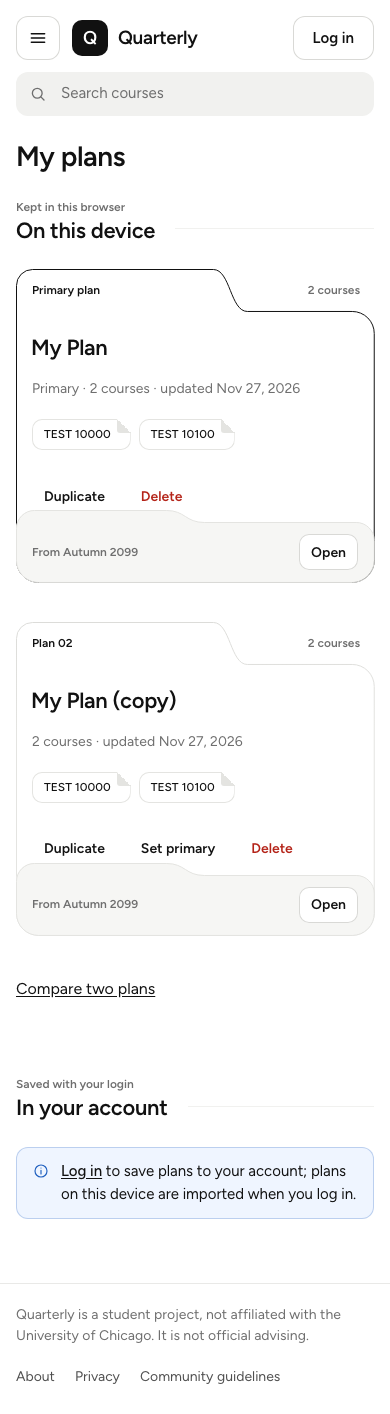 Q Quarterly
Log in
Search courses
My plans
Kept in this browser
On this device
Primary plan
2 courses
My Plan
Primary · 2 courses · updated Nov 27, 2026
TEST 10000
TEST 10100
Duplicate
Delete
From Autumn 2099
Open
Plan 02
2 courses
My Plan (copy)
2 courses · updated Nov 27, 2026
TEST 10000
TEST 10100
Duplicate
Set primary
Delete
From Autumn 2099
Open
Compare two plans
Saved with your login
In your account
Log in to save plans to your account; plans
on this device are imported when you log in.
Quarterly is a student project, not affiliated with the
University of Chicago. It is not official advising.
About
Privacy
Community guidelines